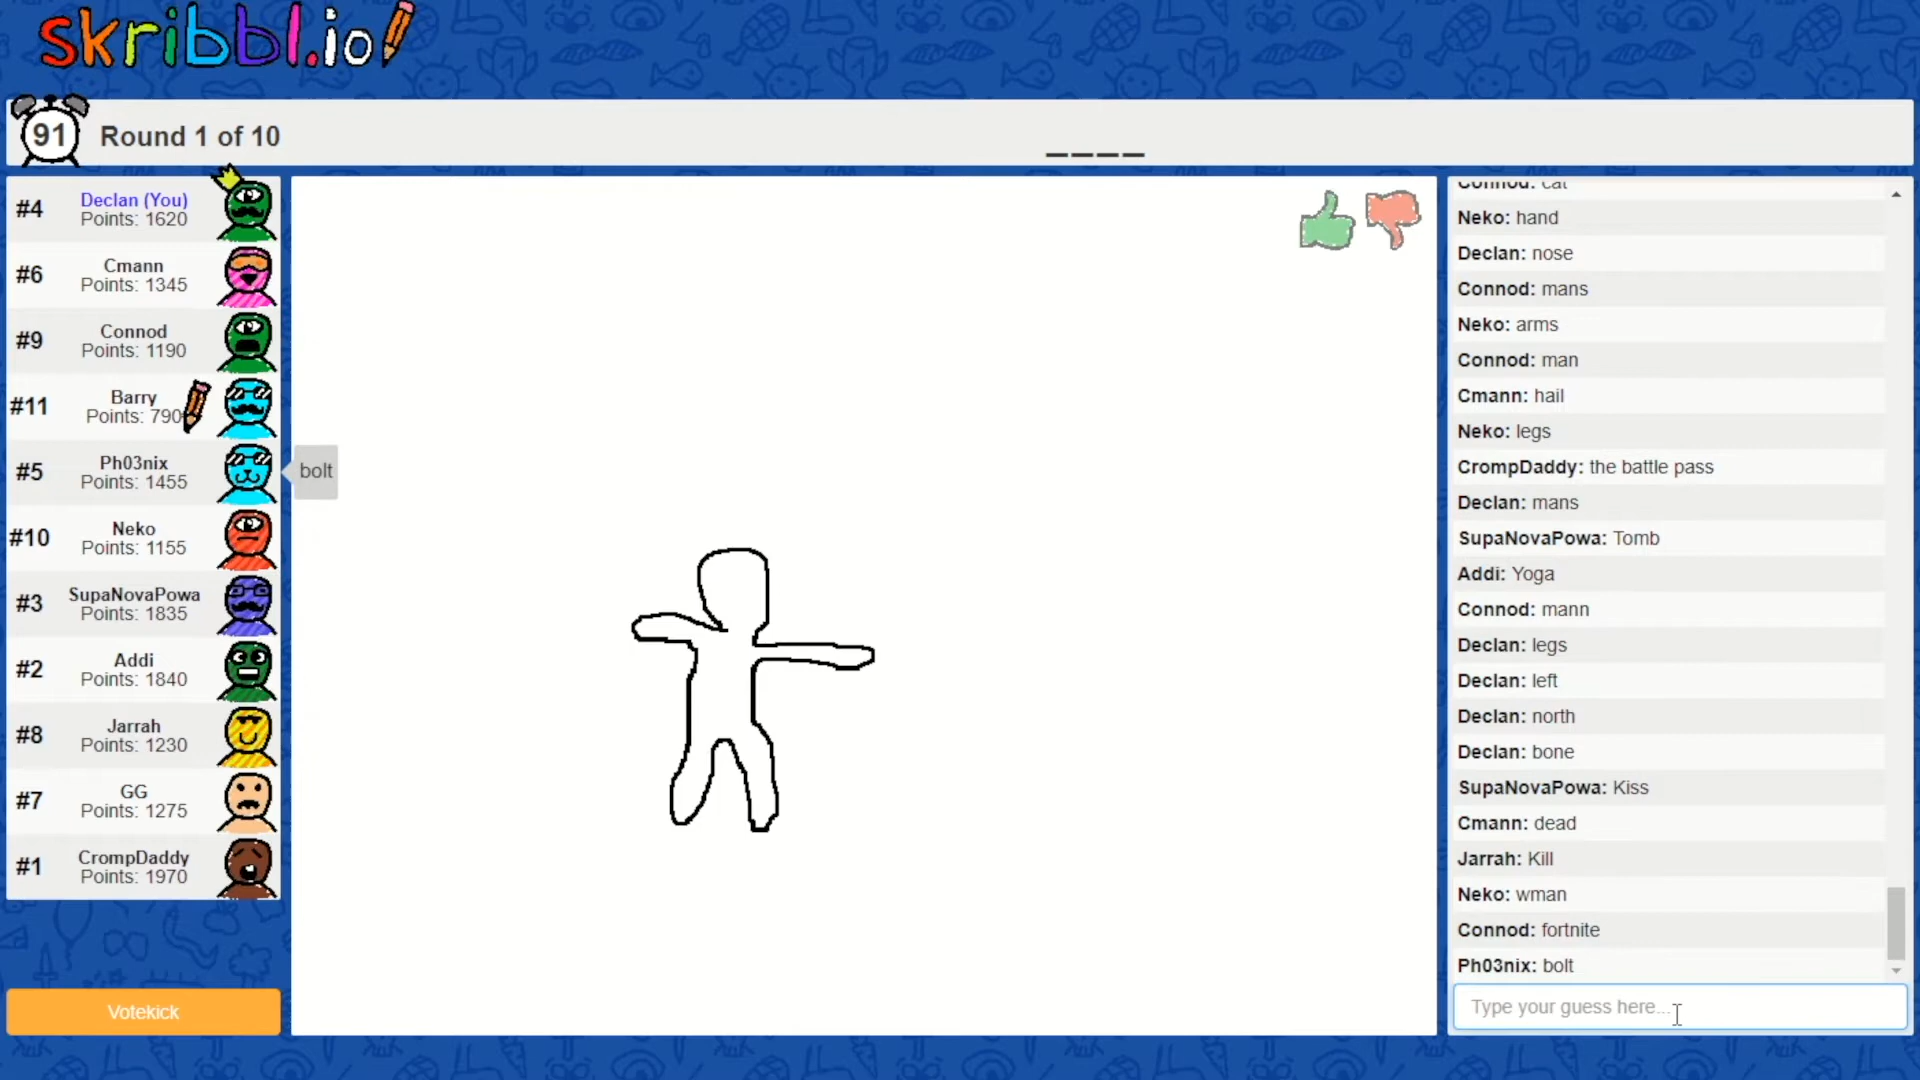 skribbl.io
91
Round 1 of 10
____
#4
Declan (You)
Points: 1620
#6
Cmann
Points: 1345
#9
Connod
Points: 1190
#11
Barry
Points: 790
#5
Ph03nix
Points: 1455
bolt
#10
Neko
Points: 1155
#3
SupaNovaPowa
Points: 1835
#2
Addi
Points: 1840
#8
Jarrah
Points: 1230
#7
GG
Points: 1275
#1
CrompDaddy
Points: 1970
Votekick
Connod: cat
Neko: hand
Declan: nose
Connod: mans
Neko: arms
Connod: man
Cmann: hail
Neko: legs
CrompDaddy: the battle pass
Declan: mans
SupaNovaPowa: Tomb
Addi: Yoga
Connod: mann
Declan: legs
Declan: left
Declan: north
Declan: bone
SupaNovaPowa: Kiss
Cmann: dead
Jarrah: Kill
Neko: wman
Connod: fortnite
Ph03nix: bolt
Type your guess here...